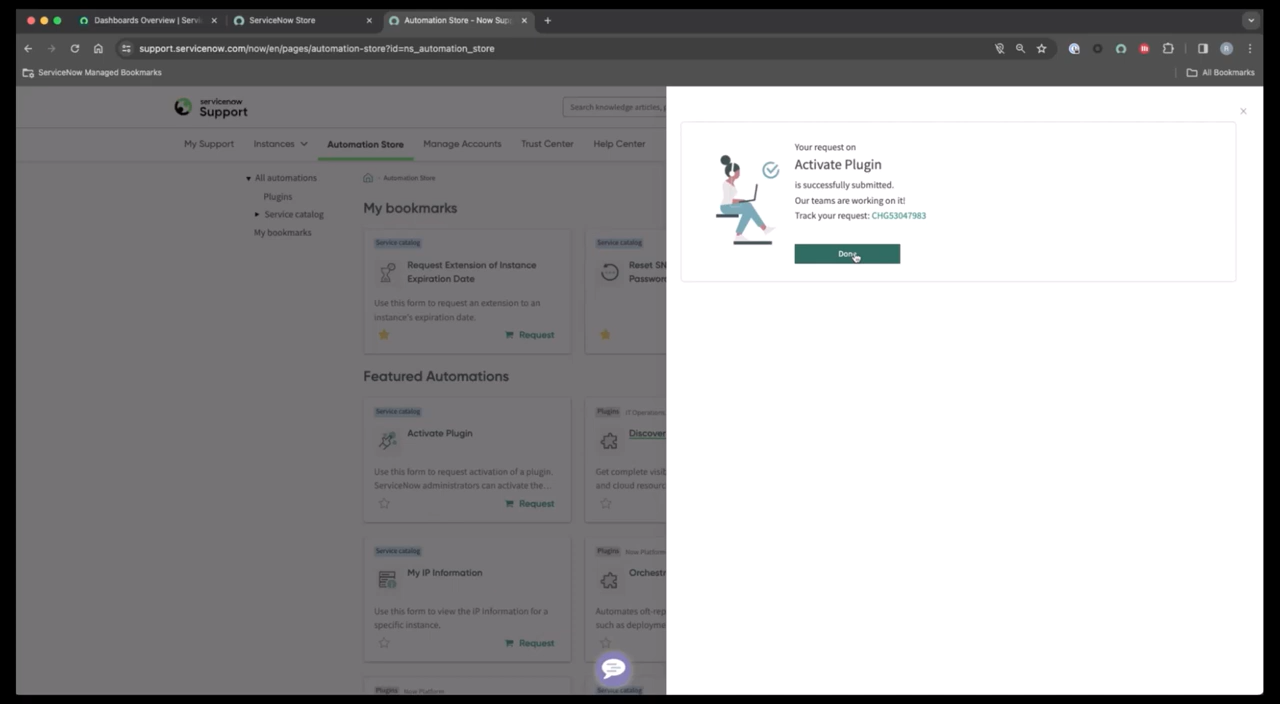 Dashboards Overview | Servi
ServiceNow Store
Automation Store - Now Supp
support.servicenow.com/now/en/pages/automation-store?id=ns_automation_store
R
ServiceNow Managed Bookmarks
All Bookmarks
servicenow
Support
Search knowledge articles, p
My Support
Instances
Automation Store
Manage Accounts
Trust Center
Help Center
All automations
Plugins
Service catalog
My bookmarks
Automation Store
My bookmarks
Service catalog
Request Extension of Instance
Expiration Date
Use this form to request an extension to an
instance's expiration date.
Request
Service catalog
Reset SN
Passwor
Featured Automations
Service catalog
Activate Plugin
Use this form to request activation of a plugin.
ServiceNow administrators can activate the...
Request
Plugins
IT Operations
Discover
Get complete visib
and cloud resourc
Service catalog
My IP Information
Use this form to view the IP Information for a
specific instance.
Request
Plugins
Now Platform
Orchestr
Automates oft-rep
such as deployme
Plugins
Now Platform
Service catalog
Your request on
Activate Plugin
is successfully submitted.
Our teams are working on it!
Track your request: CHG53047983
Done